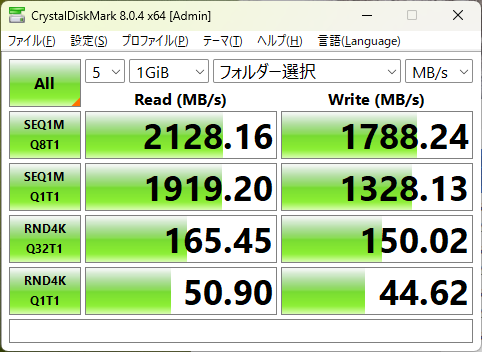 CrystalDiskMark 8.0.4 x64 [Admin]
ファイル(F) 設定(S) プロファイル(P) テーマ(T) ヘルプ(H) 言語(Language)
All 5 1GiB フォルダー選択 MB/s
Read (MB/s) Write (MB/s)
SEQ1M
Q8T1
2128.16 1788.24
SEQ1M
Q1T1
1919.20 1328.13
RND4K
Q32T1
165.45 150.02
RND4K
Q1T1
50.90 44.62